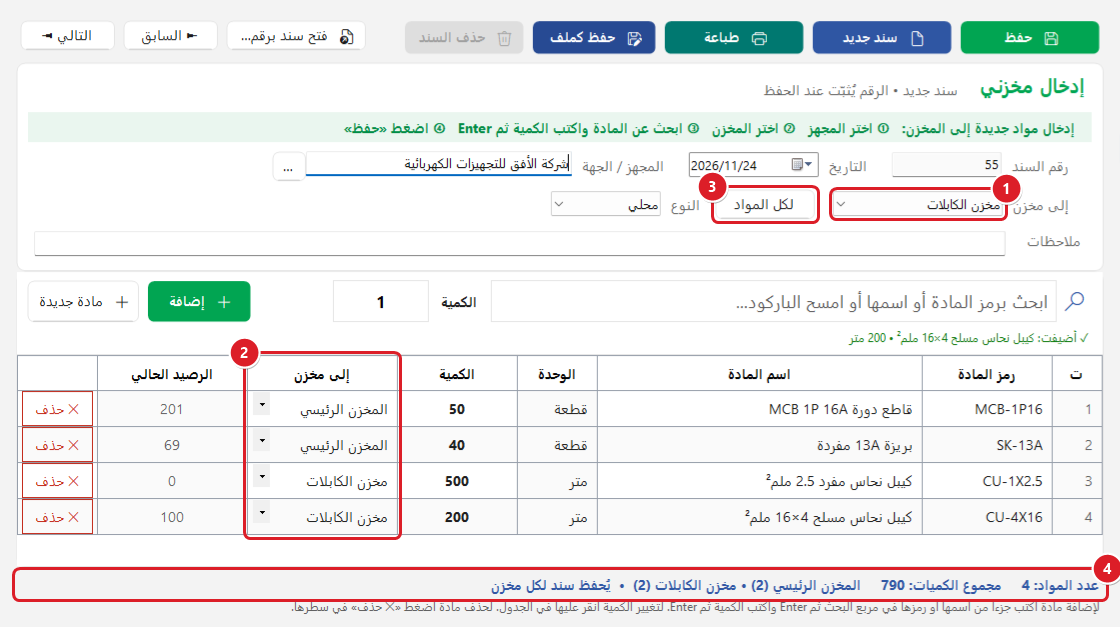 حفظ سند جديد طباعة حفظ كملف حذف السند فتح سند برقم... السابق التالي
إدخال مخزني سند جديد • الرقم يُثبّت عند الحفظ
إدخال مواد جديدة إلى المخزن: ① اختر المجهز ② اختر المخزن ③ ابحث عن المادة واكتب الكمية ثم Enter ④ اضغط «حفظ»
رقم السند 55 التاريخ 2026/11/24 المجهز / الجهة شركة الأفق للتجهيزات الكهربائية ...
1 3
إلى مخزن مخزن الكابلات لكل المواد النوع محلي
ملاحظات
ابحث برمز المادة أو اسمها أو امسح الباركود... الكمية 1 + إضافة + مادة جديدة
✓ أضيفت: كيبل نحاس مسلح 4×16 ملم² • 200 متر
2
ت رمز المادة اسم المادة الوحدة الكمية إلى مخزن الرصيد الحالي
1 MCB-1P16 قاطع دورة MCB 1P 16A قطعة 50 المخزن الرئيسي 201 × حذف
2 SK-13A بريزة 13A مفردة قطعة 40 المخزن الرئيسي 69 × حذف
3 CU-1X2.5 كيبل نحاس مفرد 2.5 ملم² متر 500 مخزن الكابلات 0 × حذف
4 CU-4X16 كيبل نحاس مسلح 4×16 ملم² متر 200 مخزن الكابلات 100 × حذف
4
عدد المواد: 4 مجموع الكميات: 790 المخزن الرئيسي (2) • مخزن الكابلات (2) • يُحفظ سند لكل مخزن
لإضافة مادة اكتب جزءاً من اسمها أو رمزها في مربع البحث ثم Enter واكتب الكمية ثم Enter. لتغيير الكمية انقر عليها في الجدول. لحذف مادة اضغط «× حذف» في سطرها.